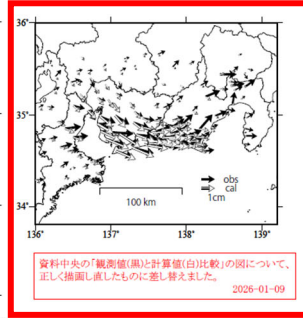 36°
35°
34°
obs
cal
1cm
100 km
136°
137°
138°
139°
資料中央の「観測値(黒)と計算値(白)比較」の図について、
正しく描画し直したものに差し替えました。
2026-01-09